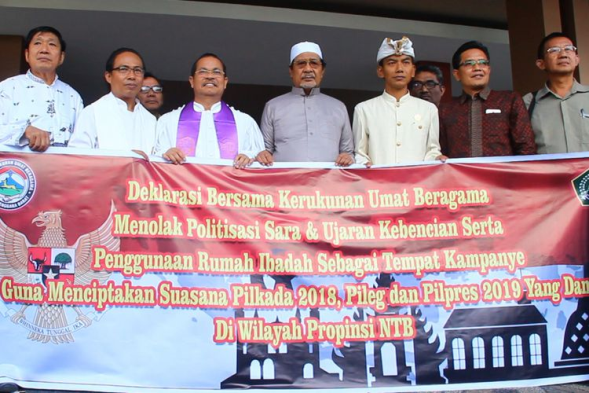 Deklarasi Bersama Kerukunan Umat Beragama
Menolak Politisasi Sara & Ujaran Kebencian Serta
Penggunaan Rumah Ibadah Sebagai Tempat Kampanye
Guna Menciptakan Suasana Pilkada 2018, Pileg dan Pilpres 2019 Yang Dam
Di Wilayah Propinsi NTB